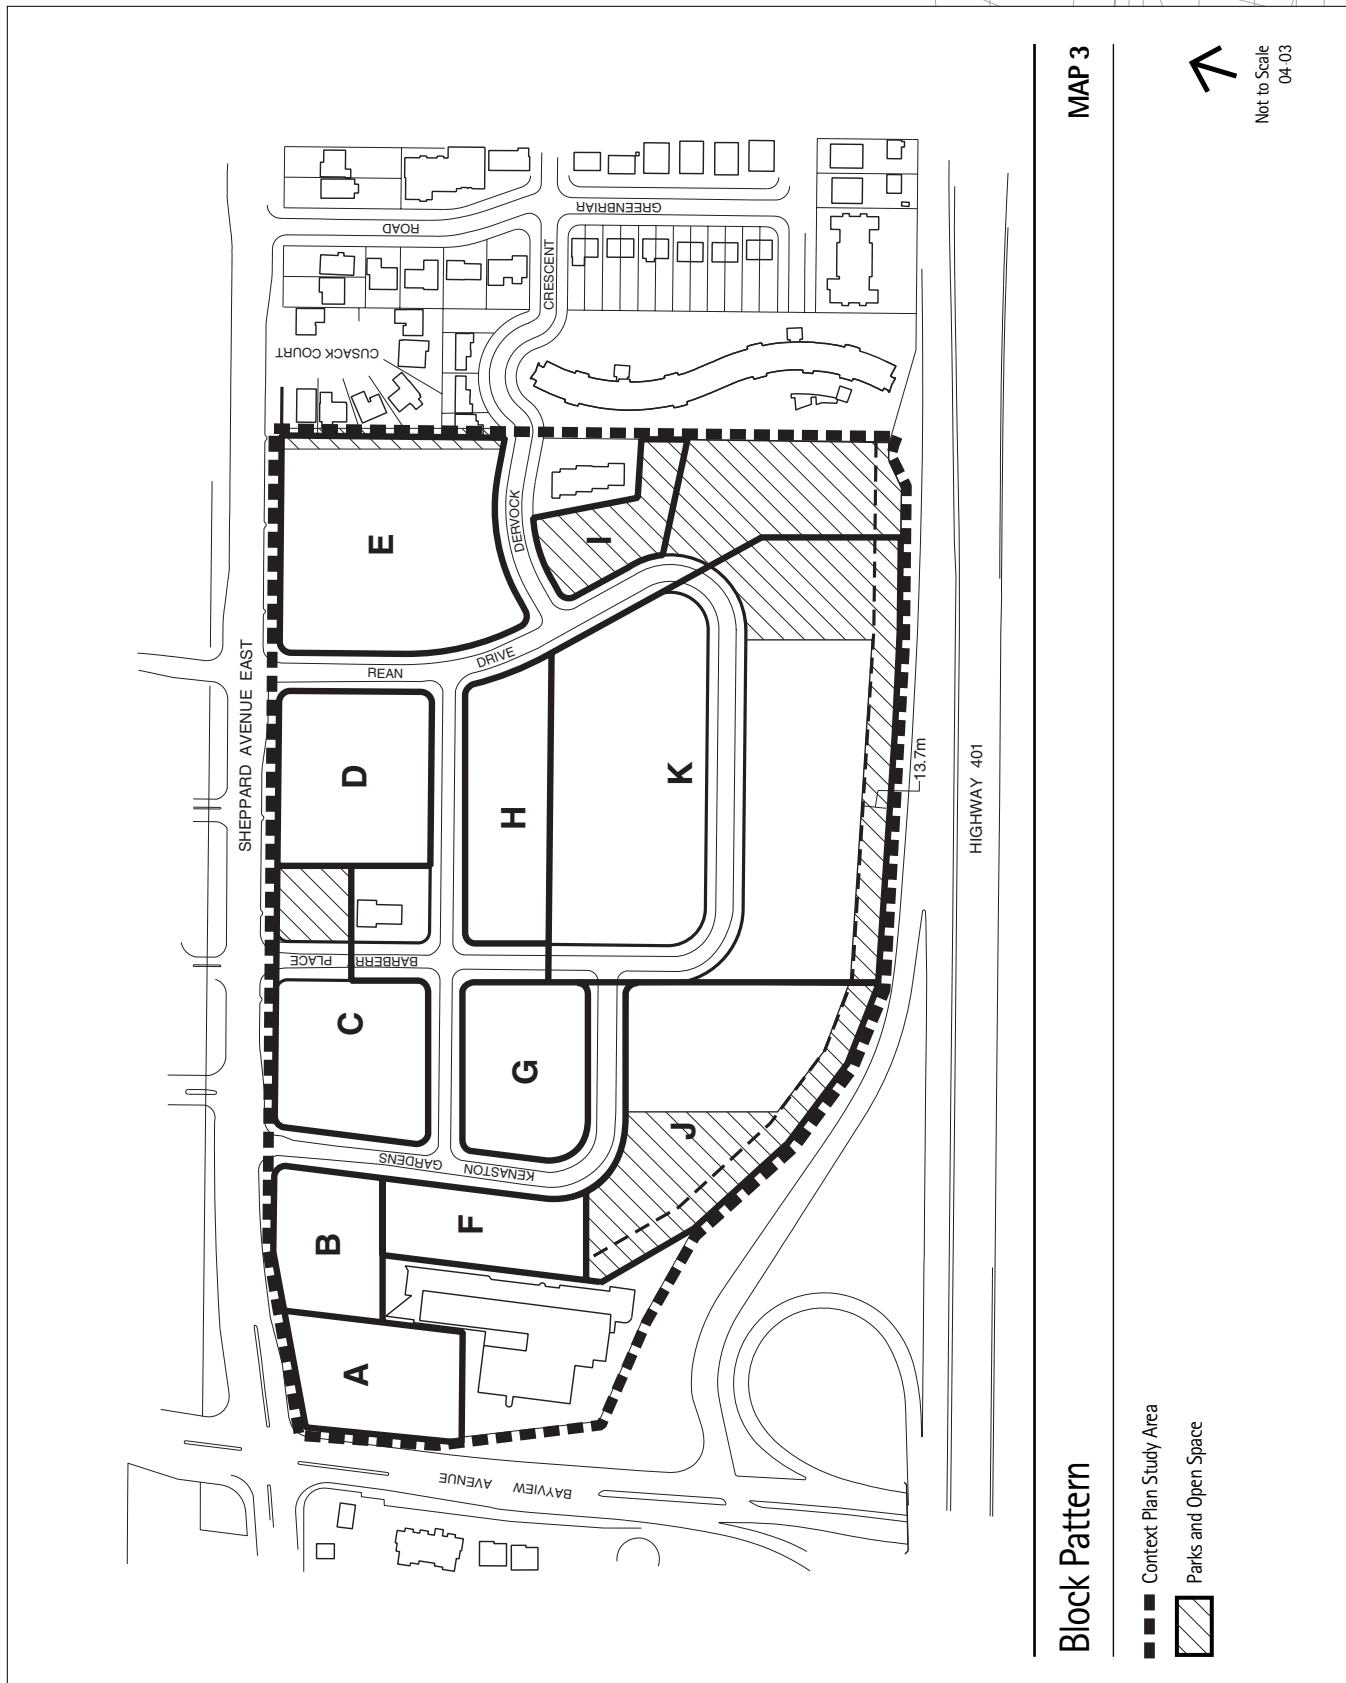 SHEPPARD AVENUE EAST
ROAD
GREENBRIAR
CRESCENT
CUSACK COURT
DERVOCK
REAN
DRIVE
BARBERRY PLACE
KENASTON GARDENS
BAYVIEW AVENUE
HIGHWAY 401
13.7m
A
B
C
D
E
F
G
H
I
J
K
Block Pattern
MAP 3
Context Plan Study Area
Parks and Open Space
Not to Scale
04-03